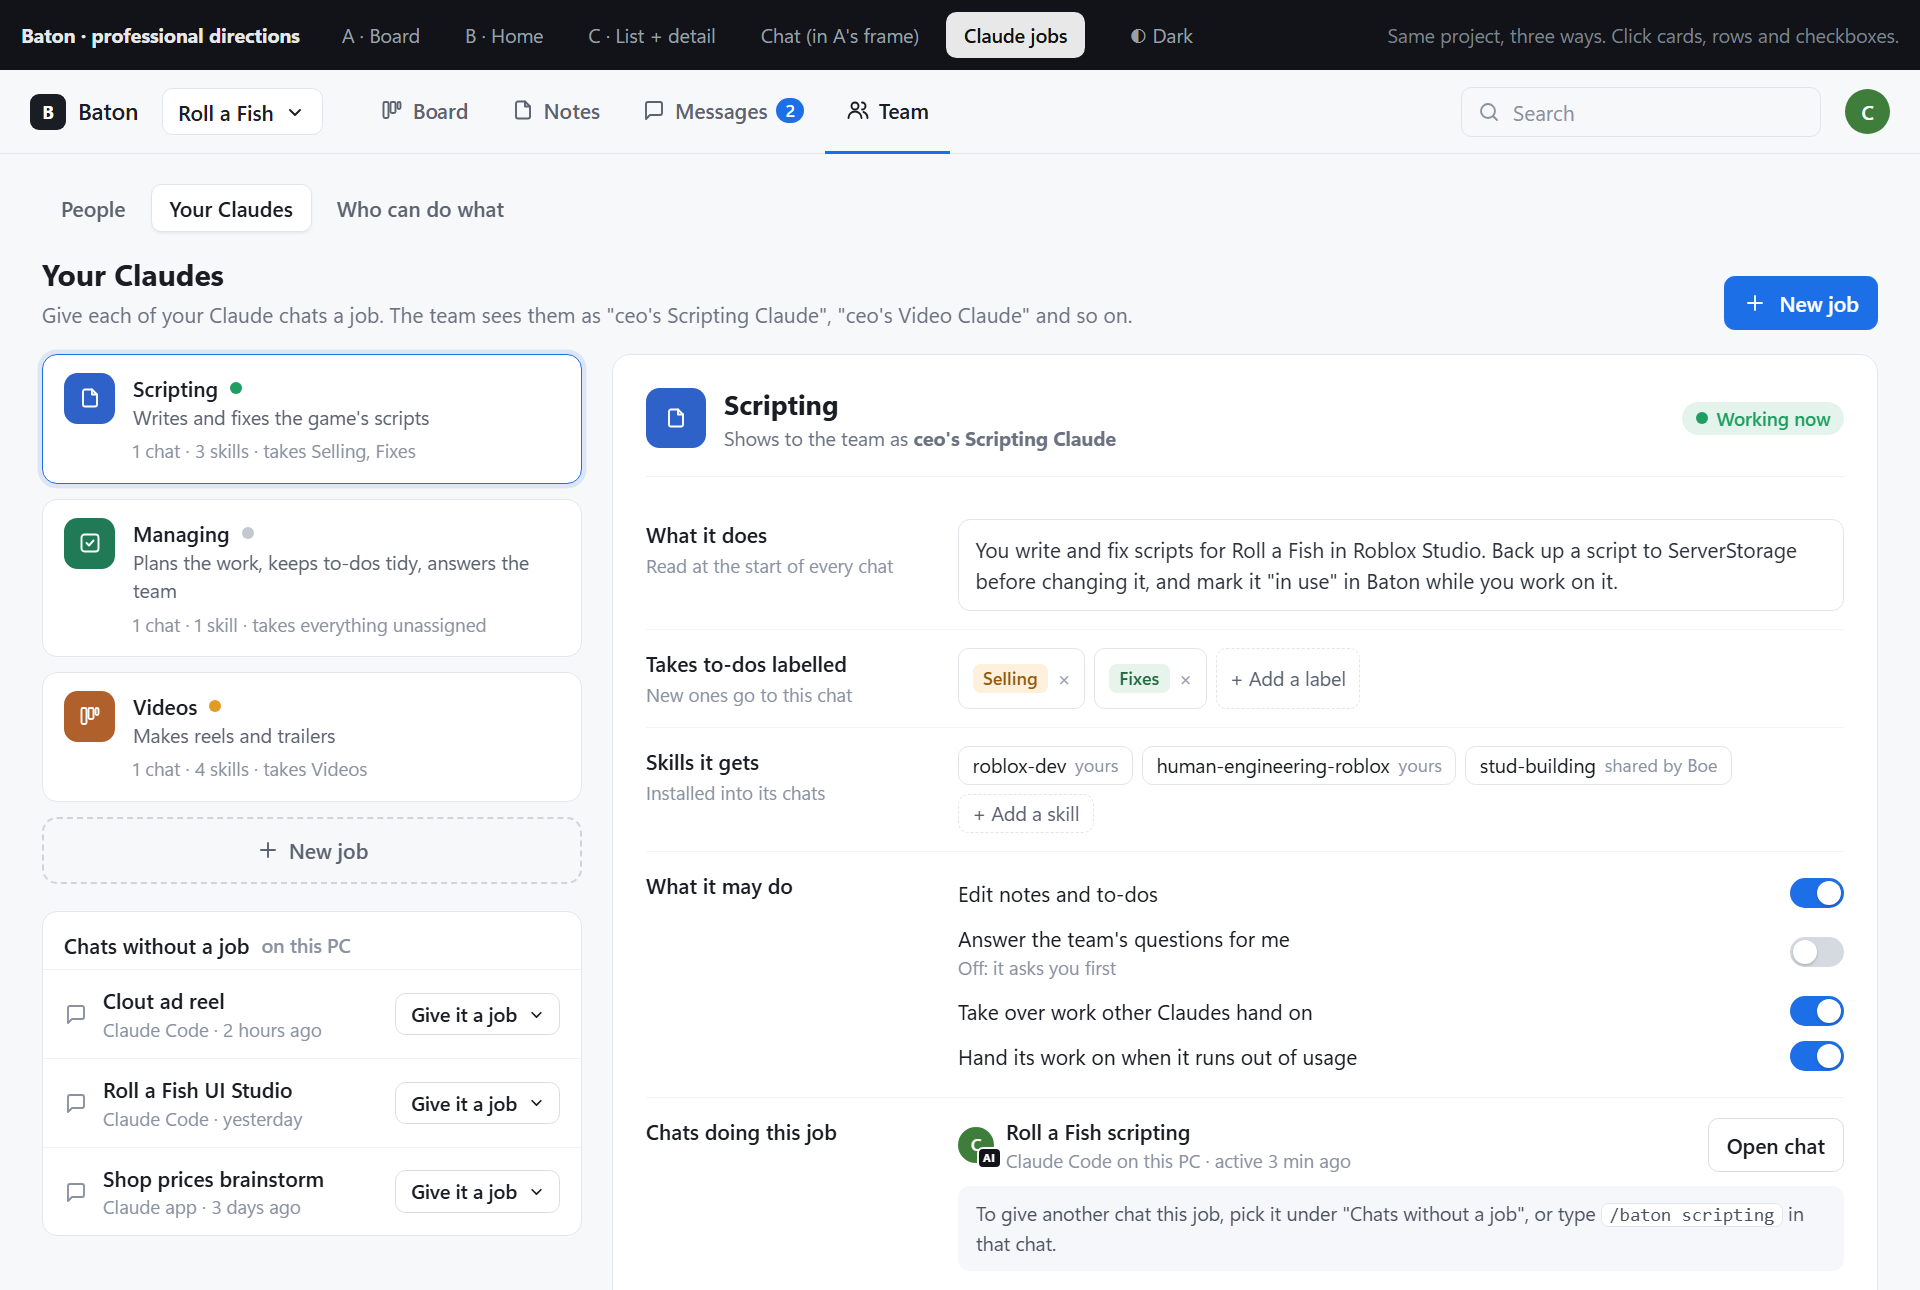 Baton · professional directions
A · Board
B · Home
C · List + detail
Chat (in A's frame)
Claude jobs
Dark
Same project, three ways. Click cards, rows and checkboxes.
B Baton
Roll a Fish
Board
Notes
Messages 2
Team
Search
C
People
Your Claudes
Who can do what
Your Claudes
Give each of your Claude chats a job. The team sees them as "ceo's Scripting Claude", "ceo's Video Claude" and so on.
+ New job
Scripting
Writes and fixes the game's scripts
1 chat · 3 skills · takes Selling, Fixes
Managing
Plans the work, keeps to-dos tidy, answers the
team
1 chat · 1 skill · takes everything unassigned
Videos
Makes reels and trailers
1 chat · 4 skills · takes Videos
+ New job
Chats without a job on this PC
Clout ad reel
Claude Code · 2 hours ago
Give it a job
Roll a Fish UI Studio
Claude Code · yesterday
Give it a job
Shop prices brainstorm
Claude app · 3 days ago
Give it a job
Scripting
Shows to the team as ceo's Scripting Claude
Working now
What it does
Read at the start of every chat
You write and fix scripts for Roll a Fish in Roblox Studio. Back up a script to ServerStorage
before changing it, and mark it "in use" in Baton while you work on it.
Takes to-dos labelled
New ones go to this chat
Selling ×
Fixes ×
+ Add a label
Skills it gets
Installed into its chats
roblox-dev yours
human-engineering-roblox yours
stud-building shared by Boe
+ Add a skill
What it may do
Edit notes and to-dos
Answer the team's questions for me
Off: it asks you first
Take over work other Claudes hand on
Hand its work on when it runs out of usage
Chats doing this job
C AI
Roll a Fish scripting
Claude Code on this PC · active 3 min ago
Open chat
To give another chat this job, pick it under "Chats without a job", or type /baton scripting in
that chat.